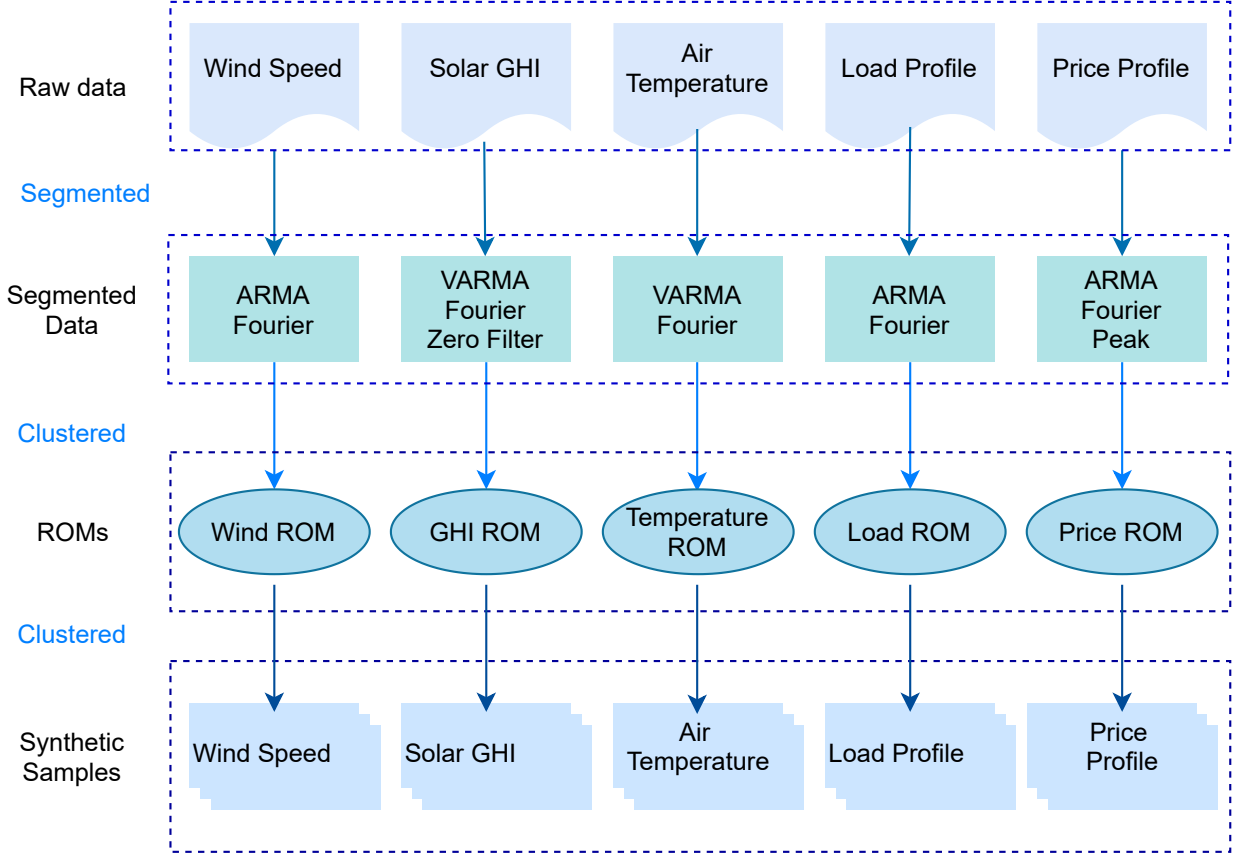 Raw data
Wind Speed
Solar GHI
Air
Temperature
Load Profile
Price Profile
Segmented
Segmented
Data
ARMA
Fourier
VARMA
Fourier
Zero Filter
VARMA
Fourier
ARMA
Fourier
ARMA
Fourier
Peak
Clustered
ROMs
Wind ROM
GHI ROM
Temperature
ROM
Load ROM
Price ROM
Clustered
Synthetic
Samples
Wind Speed
Solar GHI
Air
Temperature
Load Profile
Price
Profile